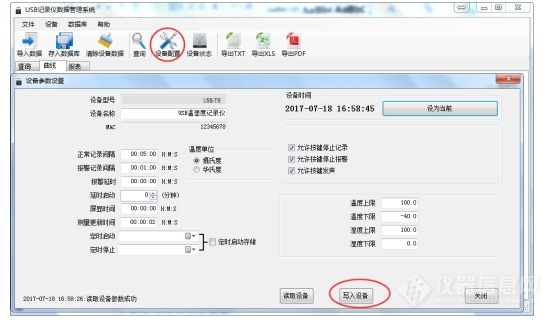 USB记录仪数据管理系统
文件 设备 数据库 帮助
导入数据 存入数据库 清除设备数据 查询 设备配置 设备状态 导出TXT 导出XLS 导出PDF
查询 曲线 报表
设备参数设置
设备型号 USB-TH
设备名称 USB温湿度记录仪
MAC 12345678
设备时间
2017-07-18 16:58:45 设为当前
正常记录间隔 00:05:00 H:M:S
报警记录间隔 00:01:00 H:M:S
报警延时 00:00:00 H:M:S
延时启动 0 (分钟)
屏显时间 00:00:00 H:M:S
测量更新时间 00:00:02 H:M:S
定时启动
定时停止
定时启动存储
温度单位
摄氏度
华氏度
允许按键停止记录
允许按键停止报警
允许按键发声
温度上限 100.0
温度下限 -40.0
湿度上限 100.0
湿度下限 0.0
2017-07-18 16:58:26:读取设备参数成功
读取设备 写入设备 关闭
仪器信息网